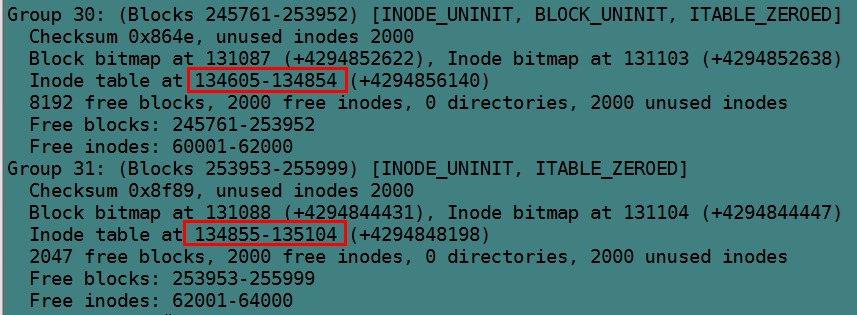 Group 30: (Blocks 245761-253952) [INODE_UNINIT, BLOCK_UNINIT, ITABLE_ZEROED]
Checksum 0x864e, unused inodes 2000
Block bitmap at 131087 (+4294852622), Inode bitmap at 131103 (+4294852638)
Inode table at 134605-134854 (+4294856140)
8192 free blocks, 2000 free inodes, 0 directories, 2000 unused inodes
Free blocks: 245761-253952
Free inodes: 60001-62000
Group 31: (Blocks 253953-255999) [INODE_UNINIT, ITABLE_ZEROED]
Checksum 0x8f89, unused inodes 2000
Block bitmap at 131088 (+4294844431), Inode bitmap at 131104 (+4294844447)
Inode table at 134855-135104 (+4294848198)
2047 free blocks, 2000 free inodes, 0 directories, 2000 unused inodes
Free blocks: 253953-255999
Free inodes: 62001-64000